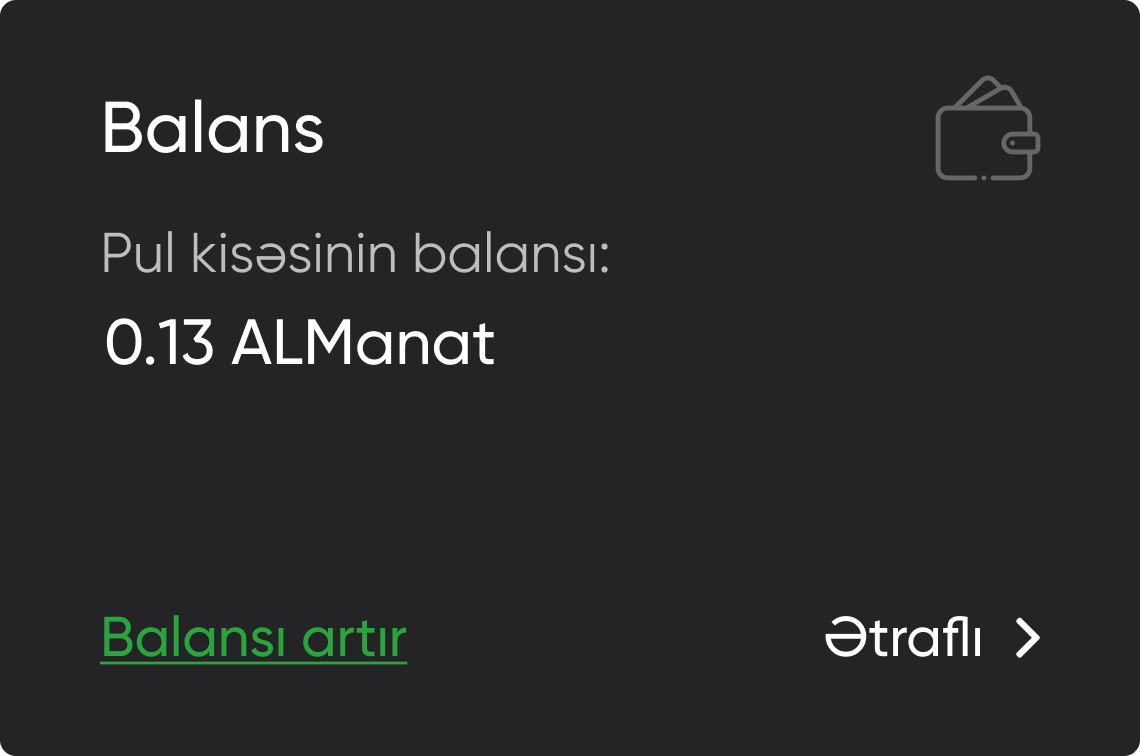 Balans
Pul kisəsinin balansı:
0.13 ALManat
Balansı artır
Ətraflı